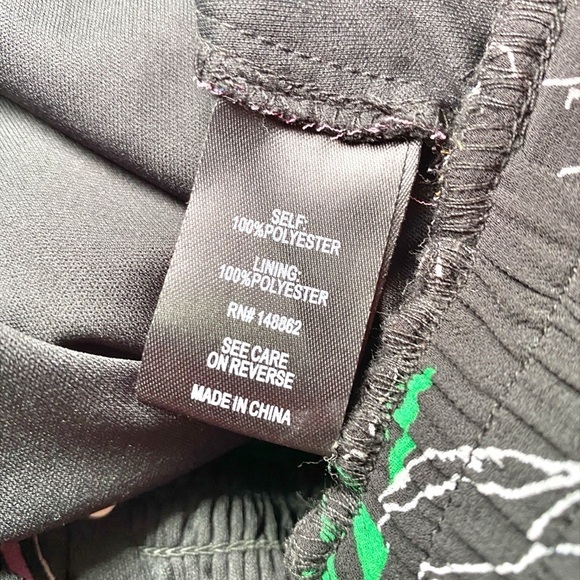 SELF:
100%POLYESTER
LINING:
100%POLYESTER
RN# 148862
SEE CARE
ON REVERSE
MADE IN CHINA